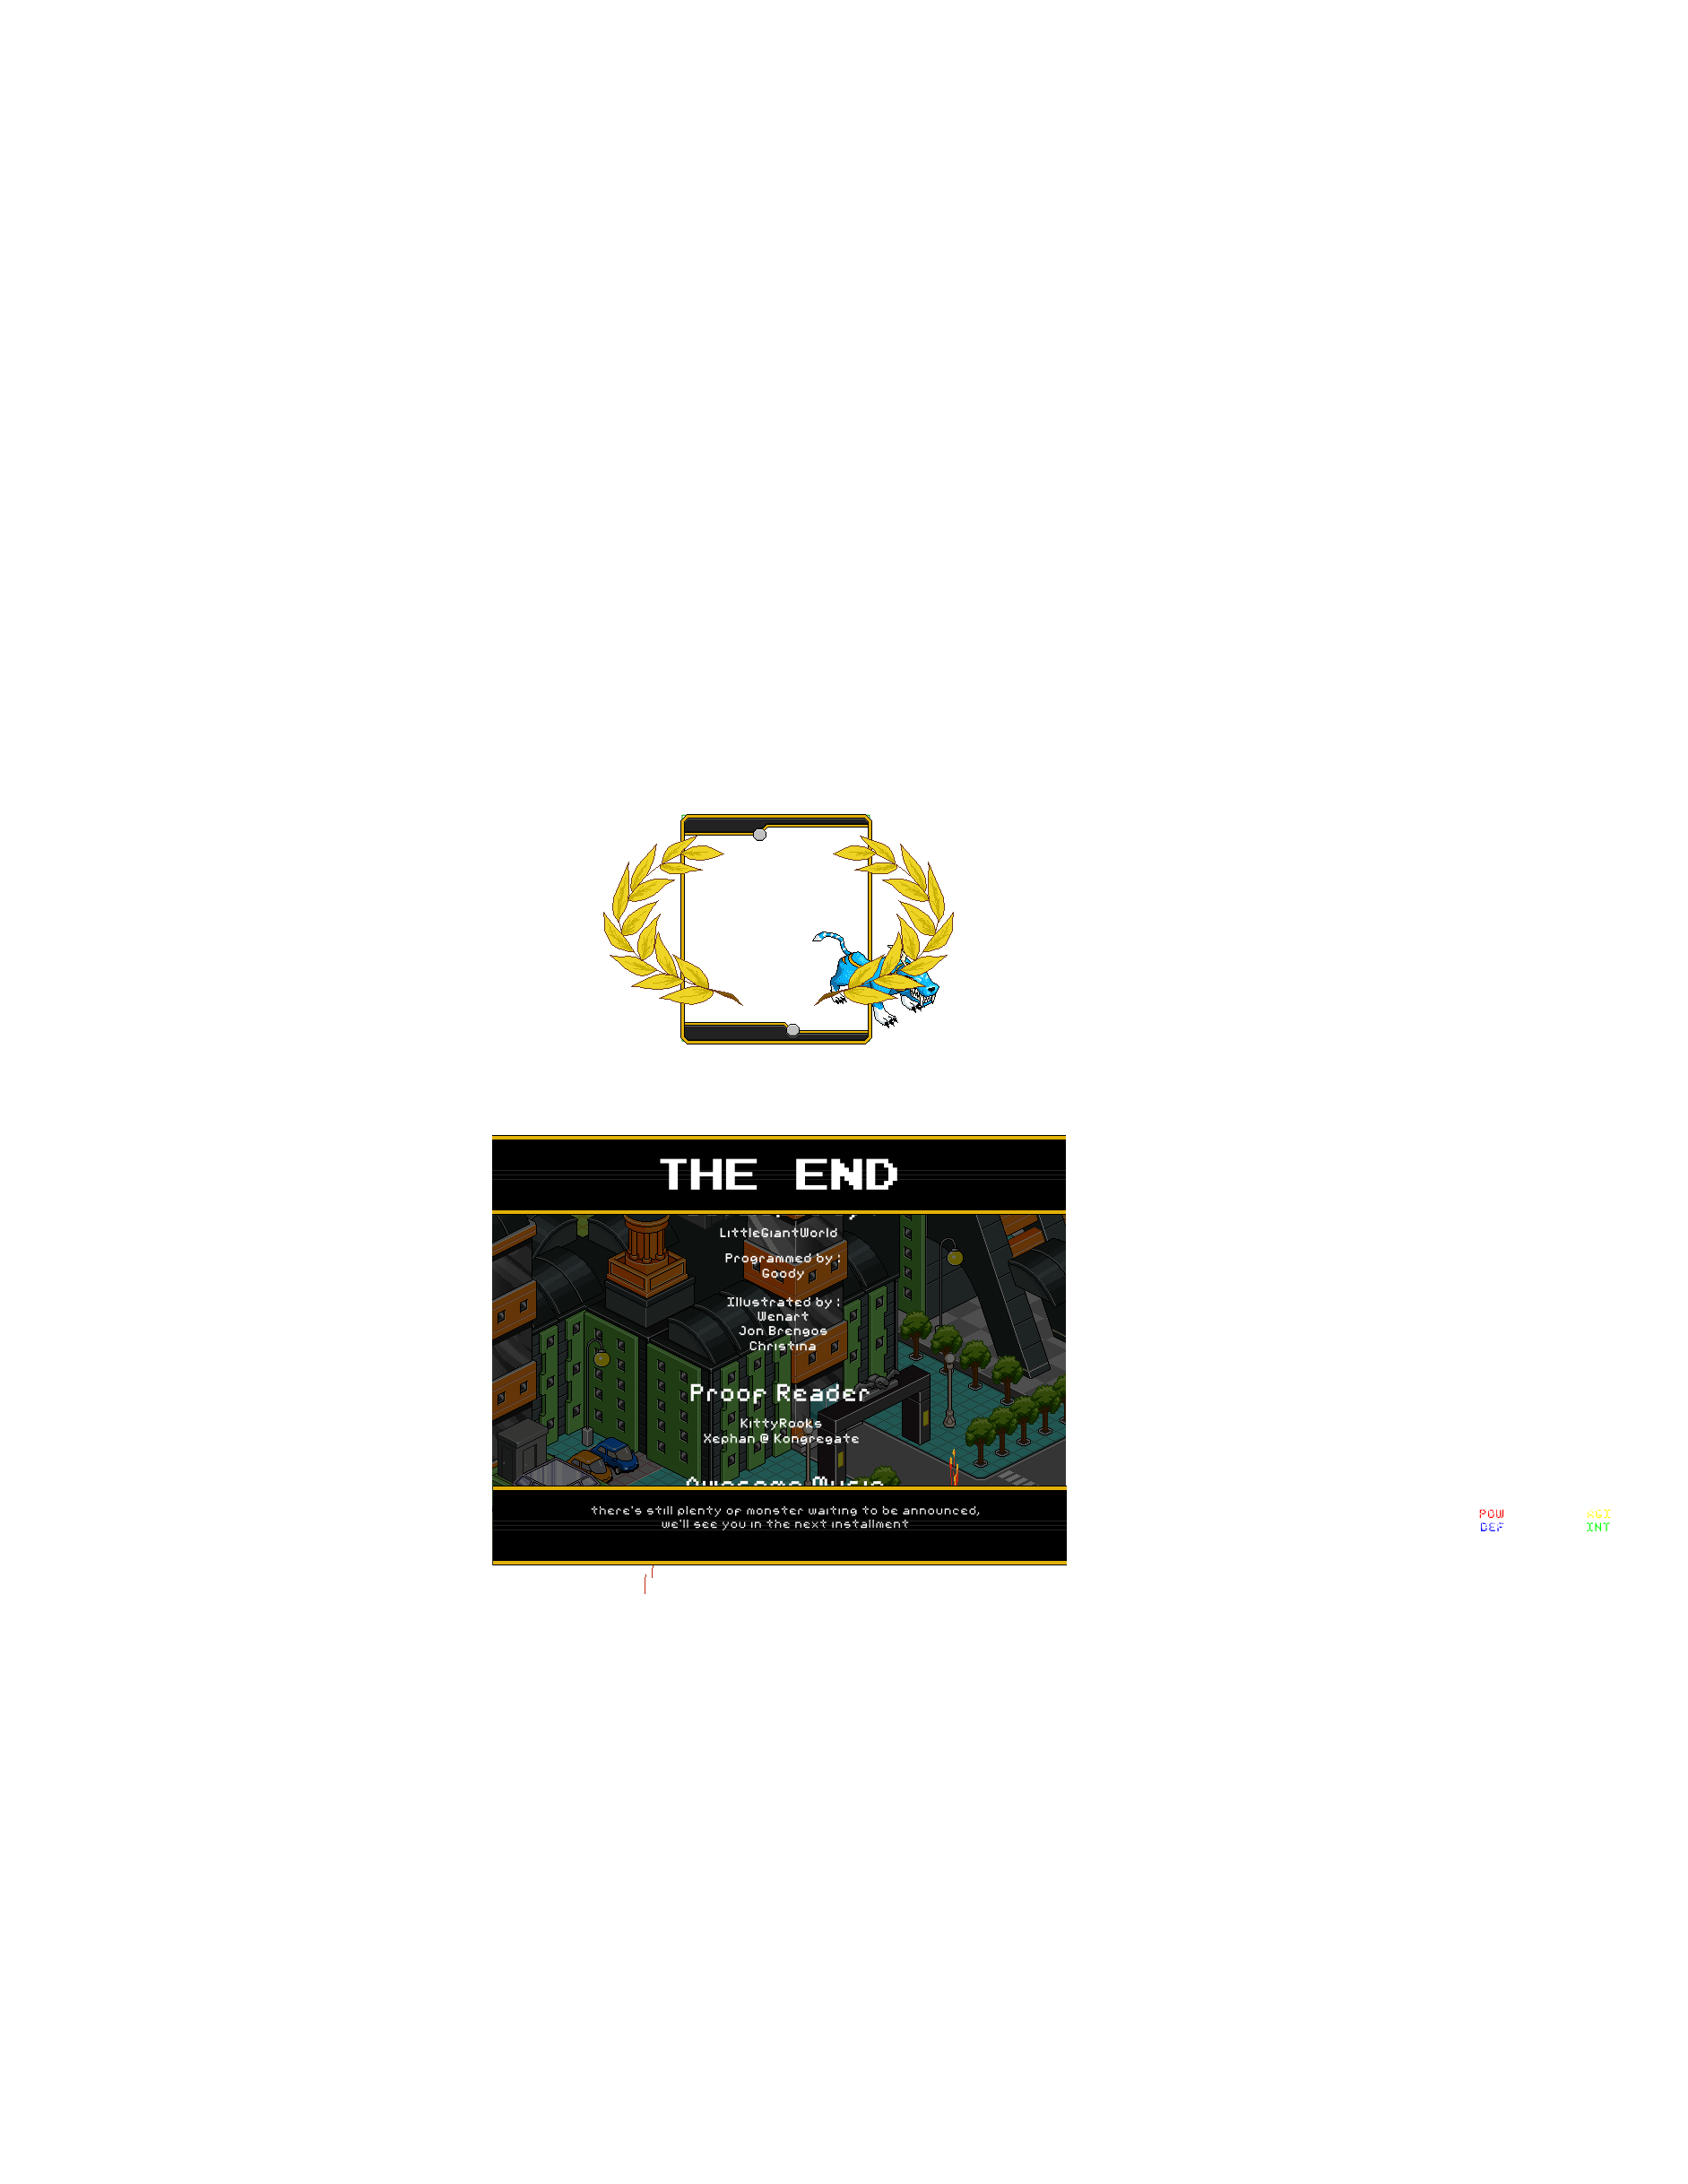 THE END
LittleGiantWorld
Programmed by :
Goody
Illustrated by :
Wenart
Jon Brengos
Christina
Proof Reader
KittyRooks
Xephan @ Kongregate
Awesome Music
there's still plenty of monster waiting to be announced,
we'll see you in the next installment
POW AGI
DEF INT